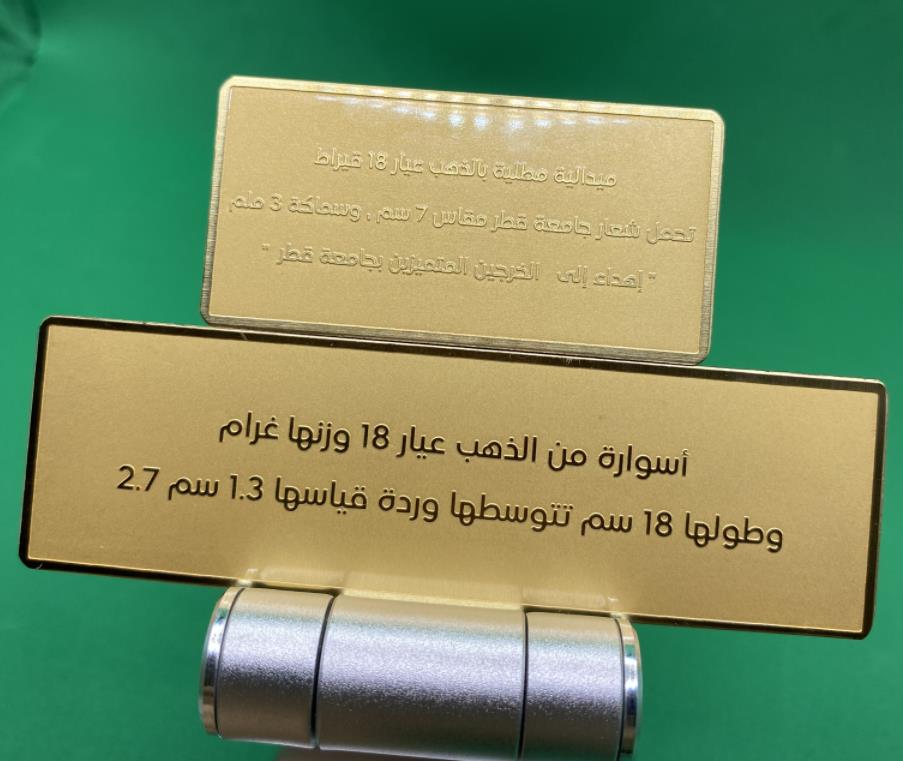 ميدالية مطلية بالذهب عيار 18 قيراط
تحمل شعار جامعة قطر مقاس 7 سم , وسماكة 3 ملم
" إهداء إلى الخرجين المتميزين بجامعة قطر "
أسوارة من الذهب عيار 18 وزنها غرام
وطولها 18 سم تتوسطها وردة قياسها 1.3 سم 2.7